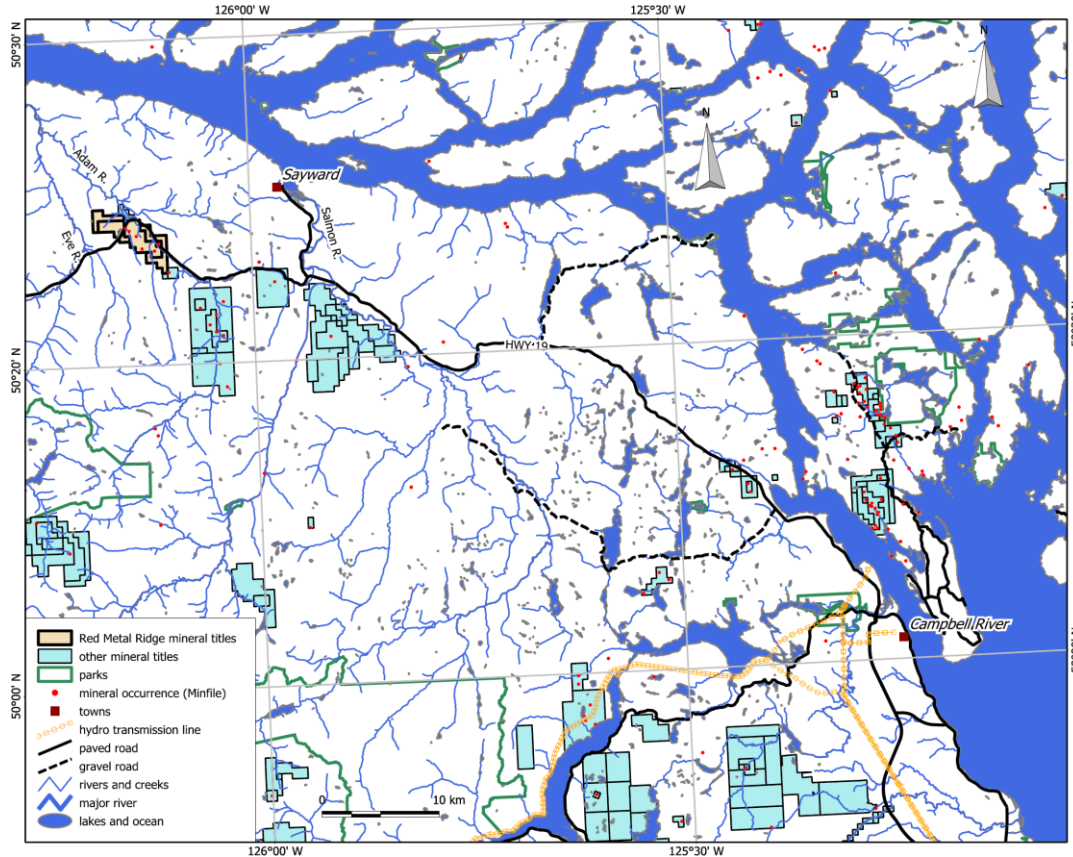 126°00' W
125°30' W
50°30' N
N
N
Adam R.
Sayward
Salmon R.
Eve R.
HWY 19
50°20' N
Campbell River
Red Metal Ridge mineral titles
other mineral titles
parks
mineral occurrence (Minfile)
towns
hydro transmission line
paved road
gravel road
rivers and creeks
major river
lakes and ocean
50°00' N
0
10 km
126°00' W
125°30' W